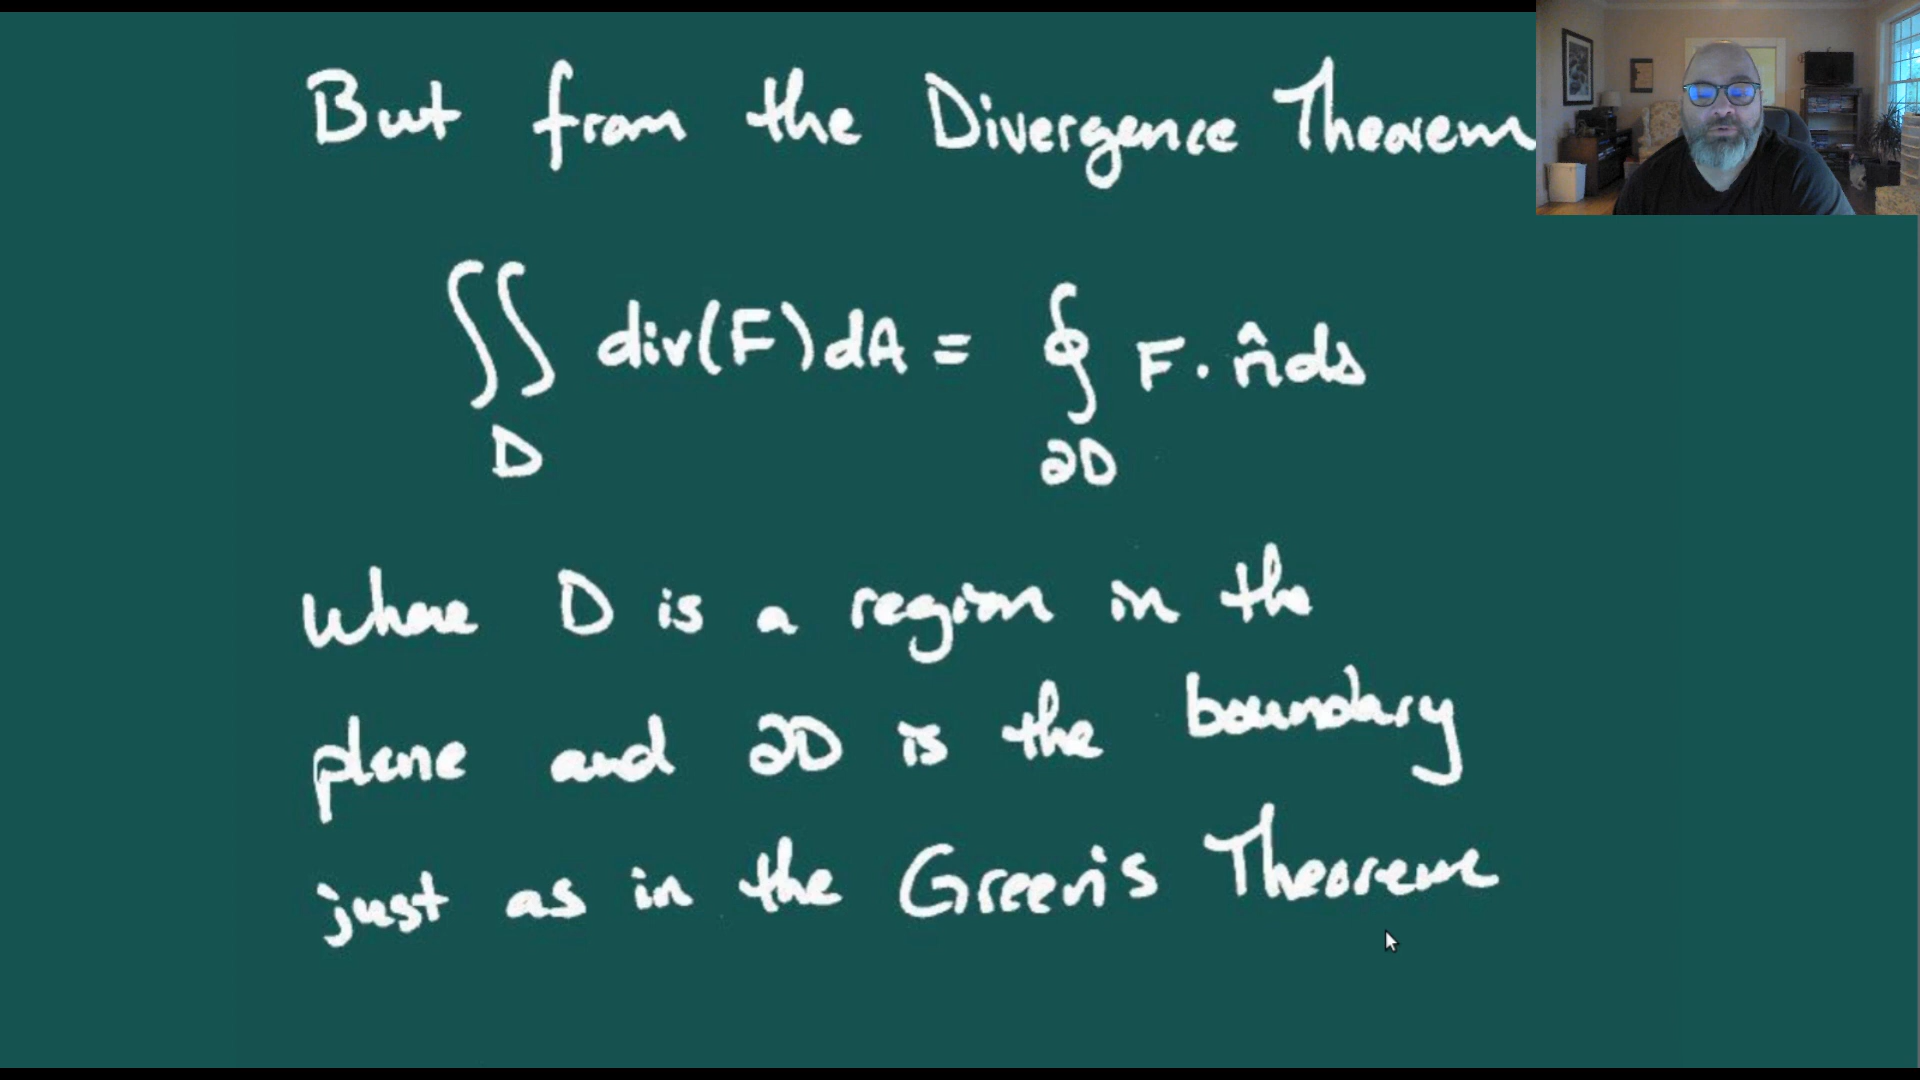 But from the Divergence Theorem
∬ div(F)dA = ∮ F · n̂ ds
D ∂D
Where D is a region in the
plane and ∂D is the boundary
just as in the Green's Theorem